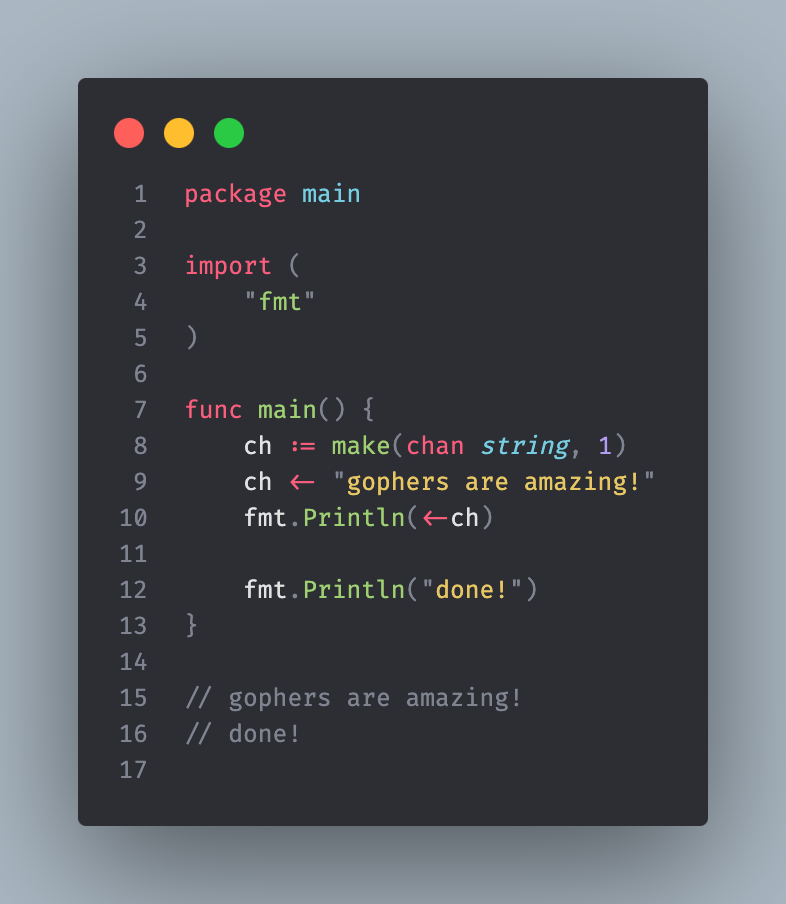 1 package main
2
3 import (
4     "fmt"
5 )
6
7 func main() {
8     ch := make(chan string, 1)
9     ch <- "gophers are amazing!"
10     fmt.Println(<-ch)
11
12     fmt.Println("done!")
13 }
14
15 // gophers are amazing!
16 // done!
17